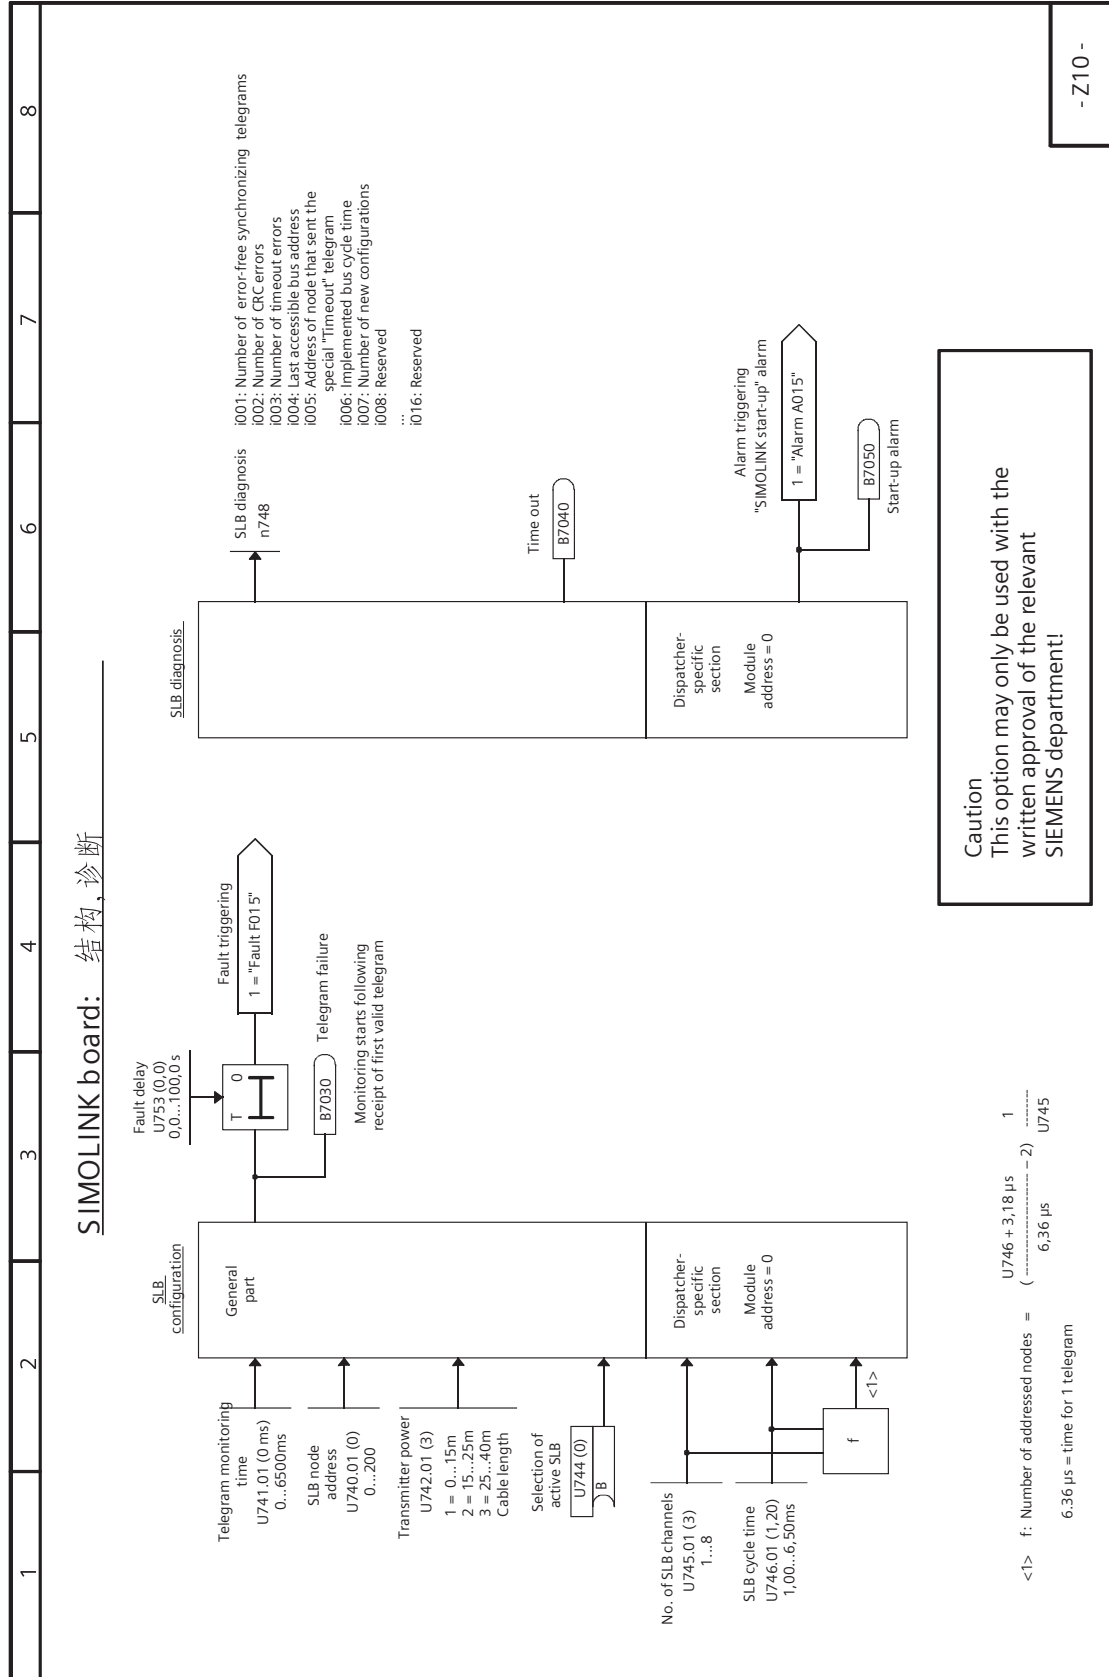 1 2 3 4 5 6 7 8
SIMOLINK board: 结构, 诊断
Telegram monitoring
time
U741.01 (0 ms)
0...6500ms
SLB node
address
U740.01 (0)
0...200
Transmitter power
U742.01 (3)
1 = 0...15m
2 = 15...25m
3 = 25...40m
Cable length
Selection of
active SLB
U744 (0)
B
No. of SLB channels
U745.01 (3)
1...8
SLB cycle time
U746.01 (1,20)
1,00...6,50ms
f
<1>
SLB
configuration
General
part
Dispatcher-
specific
section
Module
address = 0
Fault delay
U753 (0,0)
0,0...100,0 s
T 0
Fault triggering
1 = "Fault F015"
B7030
Telegram failure
Monitoring starts following
receipt of first valid telegram
SLB diagnosis
Dispatcher-
specific
section
Module
address = 0
SLB diagnosis
n748
i001: Number of error-free synchronizing telegrams
i002: Number of CRC errors
i003: Number of timeout errors
i004: Last accessible bus address
i005: Address of node that sent the
special "Timeout" telegram
i006: Implemented bus cycle time
i007: Number of new configurations
i008: Reserved
...
i016: Reserved
Time out
B7040
Alarm triggering
"SIMOLINK start-up" alarm
1 = "Alarm A015"
B7050
Start-up alarm
<1> f: Number of addressed nodes = ( U746 + 3,18 µs
------------------- – 2)
6,36 µs
1
--------
U745
6.36 µs = time for 1 telegram
Caution
This option may only be used with the
written approval of the relevant
SIEMENS department!
- Z10 -